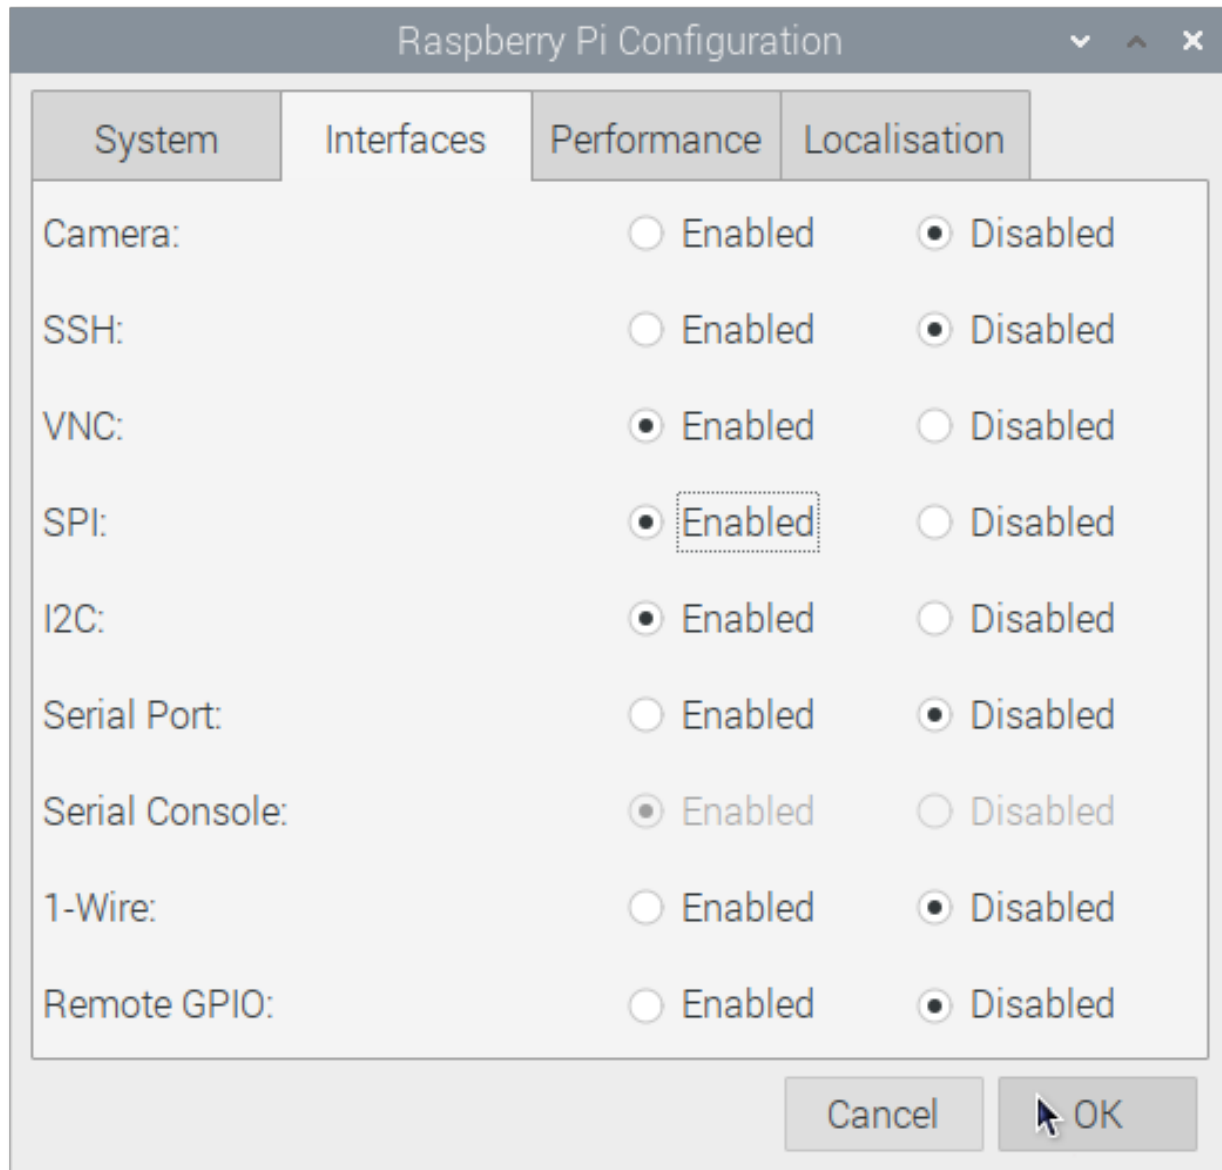 Raspberry Pi Configuration
System Interfaces Performance Localisation
Camera: Enabled Disabled
SSH: Enabled Disabled
VNC: Enabled Disabled
SPI: Enabled Disabled
I2C: Enabled Disabled
Serial Port: Enabled Disabled
Serial Console: Enabled Disabled
1-Wire: Enabled Disabled
Remote GPIO: Enabled Disabled
Cancel OK